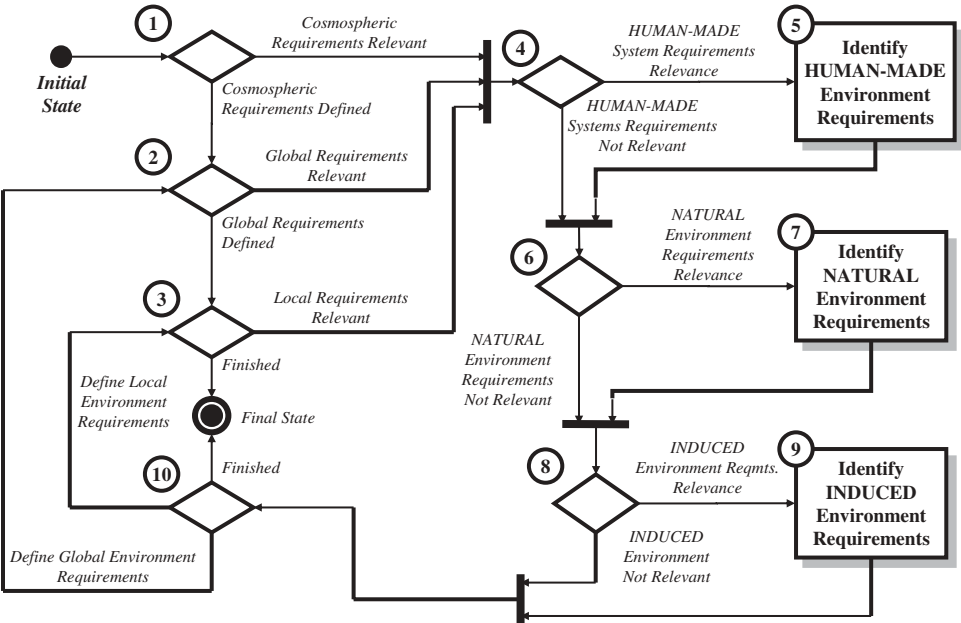 1
Cosmospheric
Requirements Relevant
4
HUMAN-MADE
System Requirements
Relevance
5
Identify
HUMAN-MADE
Environment
Requirements
Initial
State
Cosmospheric
Requirements Defined
HUMAN-MADE
Systems Requirements
Not Relevant
2
Global Requirements
Relevant
Global Requirements
Defined
6
NATURAL
Environment
Requirements
Relevance
7
Identify
NATURAL
Environment
Requirements
3
Local Requirements
Relevant
NATURAL
Environment
Requirements
Not Relevant
Finished
Define Local
Environment
Requirements
Final State
10
Finished
8
INDUCED
Environment Reqmts.
Relevance
9
Identify
INDUCED
Environment
Requirements
INDUCED
Environment
Not Relevant
Define Global Environment
Requirements